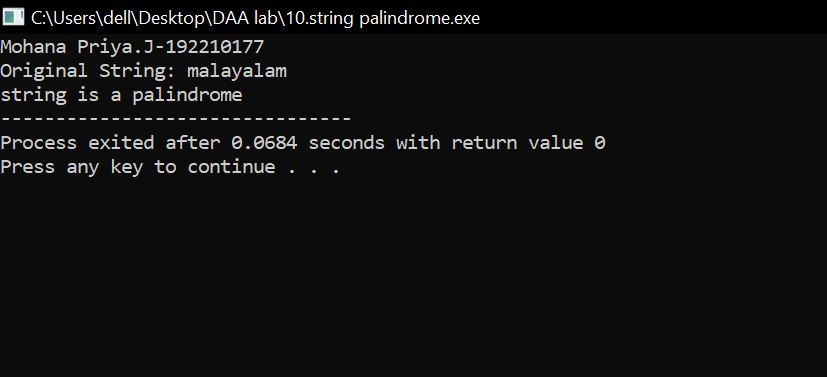 C:\Users\dell\Desktop\DAA lab\10.string palindrome.exe
Mohana Priya.J-192210177
Original String: malayalam
string is a palindrome
--------------------------------
Process exited after 0.0684 seconds with return value 0
Press any key to continue . . .